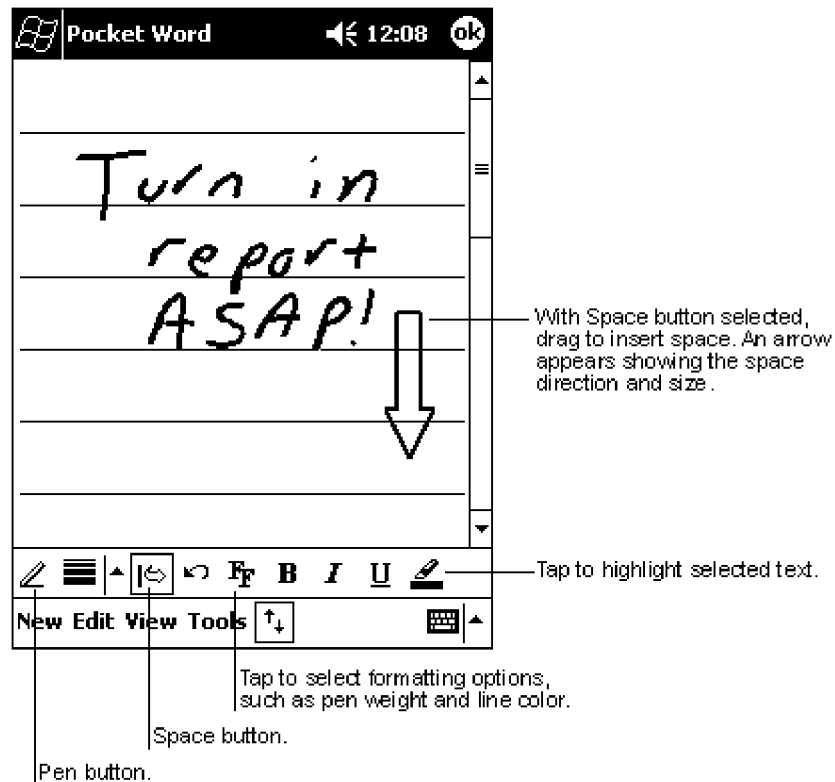 Pocket Word 12:08 ok
Turn in
report
ASAP!
With Space button selected,
drag to insert space. An arrow
appears showing the space
direction and size.
FF B I U
Tap to highlight selected text.
New Edit View Tools
Tap to select formatting options,
such as pen weight and line color.
Space button.
Pen button.